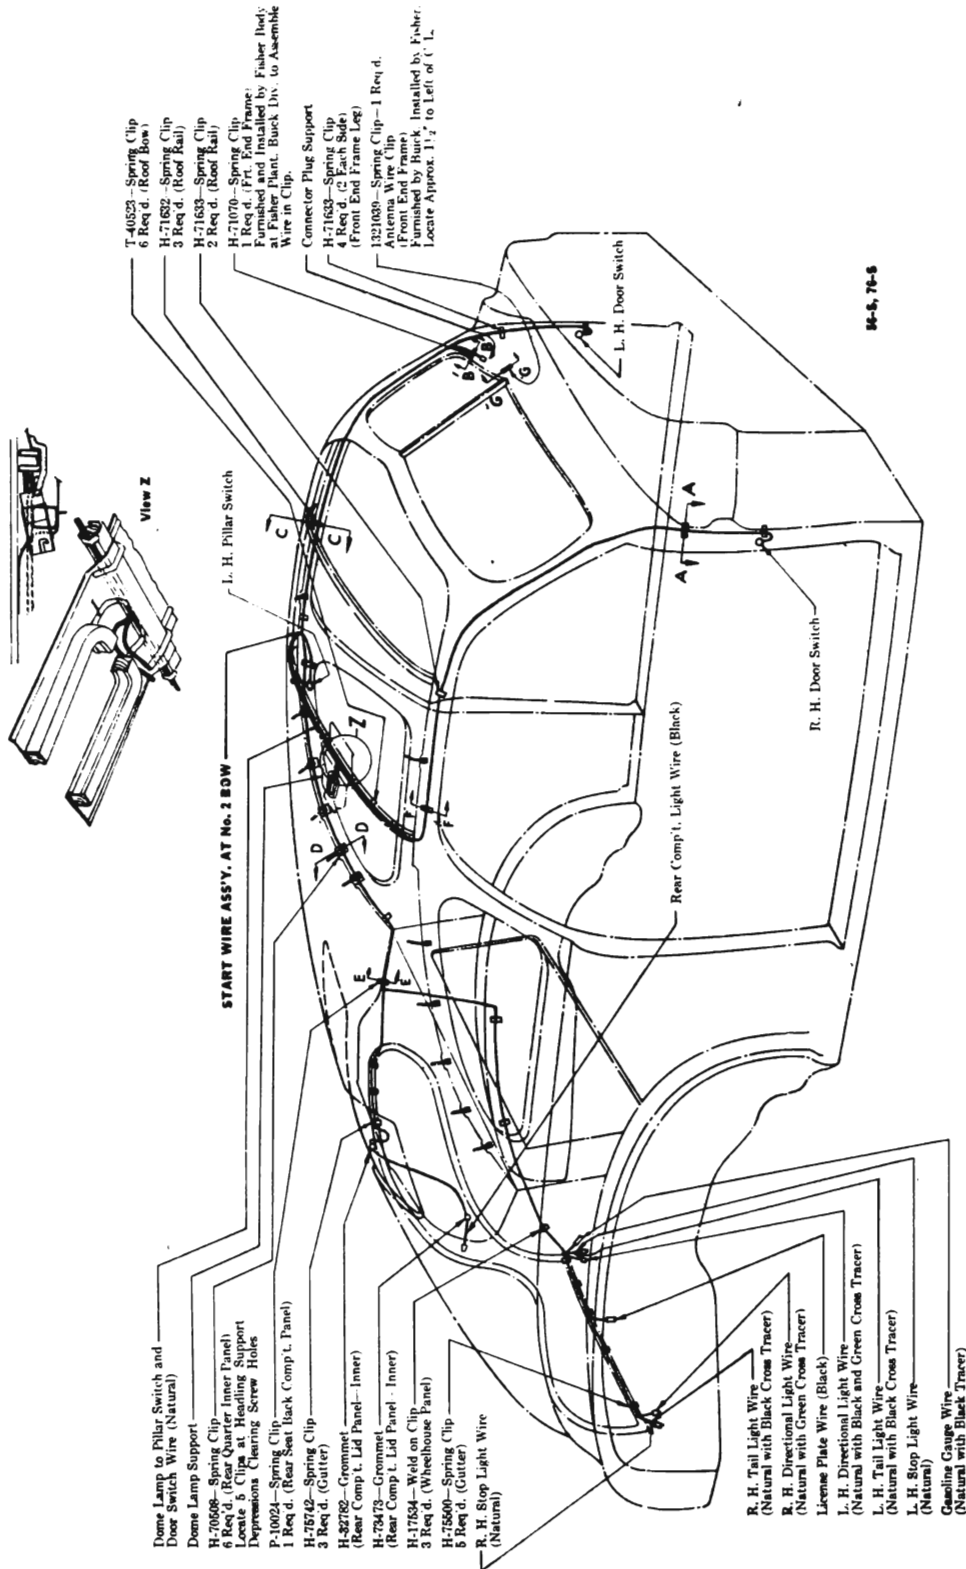 T-40523—Spring Clip
6 Req'd. (Roof Bow)
H-71632—Spring Clip
3 Req'd. (Roof Rail)
H-71633—Spring Clip
2 Req'd. (Roof Rail)
H-71070—Spring Clip
1 Req'd. (Frt. End Frame)
Furnished and Installed by Fisher Body
at Fisher Plant. Buick Div. to Assemble
Wire in Clip.
Connector Plug Support
H-71633—Spring Clip
4 Req'd. (2 Each Side)
(Front End Frame Leg)
1321039—Spring Clip—1 Req'd.
Antenna Wire Clip
(Front End Frame)
Furnished by Buick, Installed by Fisher.
Locate Approx. 1½" to Left of
View Z
L. H. Pillar Switch
START WIRE ASS'Y. AT No. 2 BOW
C
C
B
B
G
G
L. H. Door Switch
56-S, 76-S
A
A
Z
D
D
F
F
E
E
R. H. Door Switch
Rear Comp't. Light Wire (Black)
Dome Lamp to Pillar Switch and
Door Switch Wire (Natural)
Dome Lamp Support
H-70508—Spring Clip
6 Req'd. (Rear Quarter Inner Panel)
Locate 5 Clips at Headling Support
Depressions Clearing Screw Holes
P-10024—Spring Clip
1 Req'd. (Rear Seat Back Comp't. Panel)
H-75742—Spring Clip
3 Req'd. (Gutter)
H-82782—Grommet
(Rear Comp't. Lid Panel—Inner)
H-73473—Grommet
(Rear Comp't. Lid Panel - Inner)
H-17534—Weld on Clip
3 Req'd. (Wheelhouse Panel)
H-75500—Spring Clip
5 Req'd. (Gutter)
R. H. Stop Light Wire
(Natural)
R. H. Tail Light Wire
(Natural with Black Cross Tracer)
R. H. Directional Light Wire
(Natural with Green Cross Tracer)
License Plate Wire (Black)
L. H. Directional Light Wire
(Natural with Black and Green Cross Tracer)
L. H. Tail Light Wire
(Natural with Black Cross Tracer)
L. H. Stop Light Wire
(Natural)
Gasoline Gauge Wire
(Natural with Black Tracer)